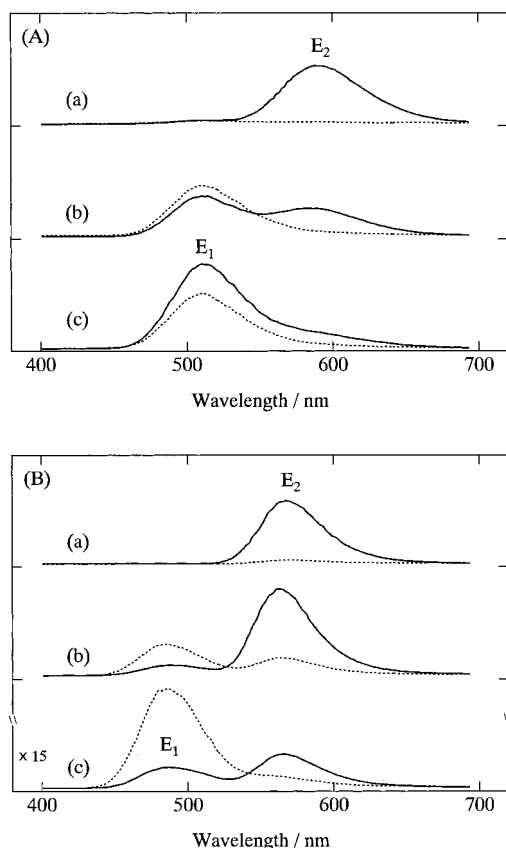 (A)
E2
(a)
(b)
E1
(c)
400 500 600 700
Wavelength / nm
(B)
E2
(a)
(b)
× 15
E1
(c)
400 500 600 700
Wavelength / nm